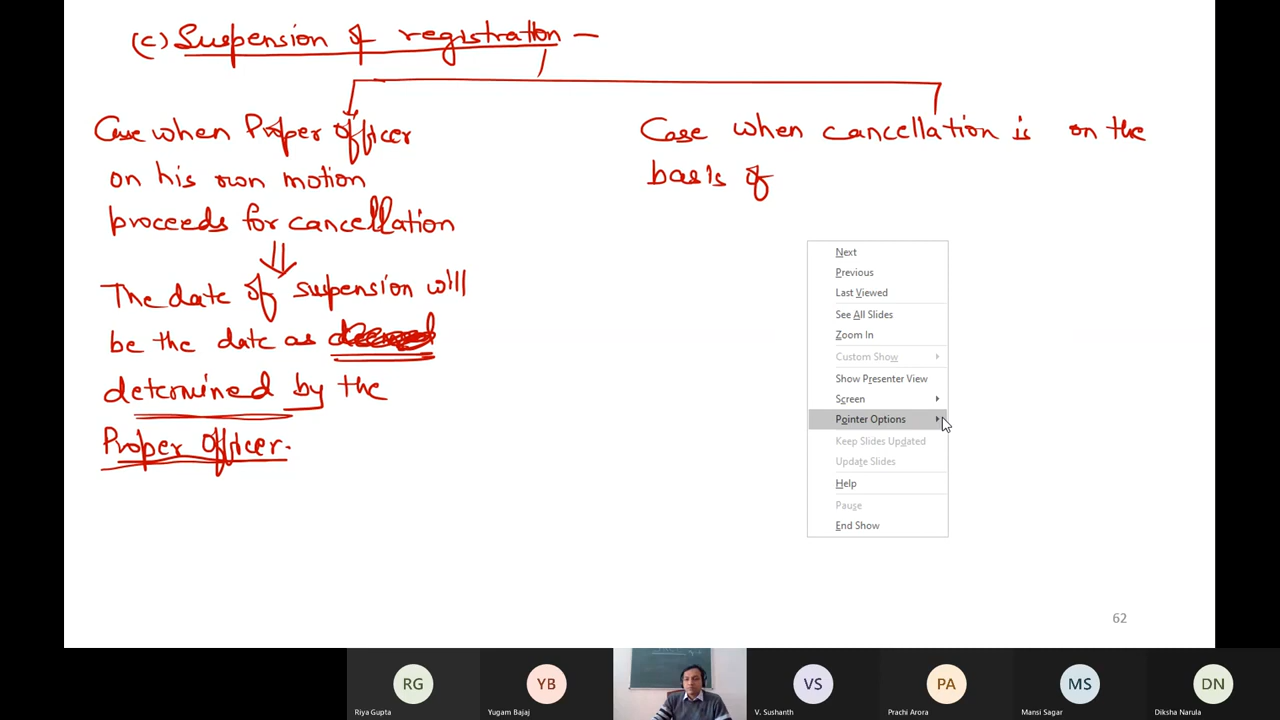 (c) Suspension of registration -
Case when Proper officer
on his own motion
proceeds for cancellation
The date of suspension will
be the date as
determined by the
Proper Officer.
Case when cancellation is on the
basis of
Next
Previous
Last Viewed
See All Slides
Zoom In
Custom Show
Show Presenter View
Screen
Pointer Options
Keep Slides Updated
Update Slides
Help
Pause
End Show
62
RG
Riya Gupta
YB
Yugam Bajaj
VS
V. Sushanth
PA
Prachi Arora
MS
Mansi Sagar
DN
Diksha Narula